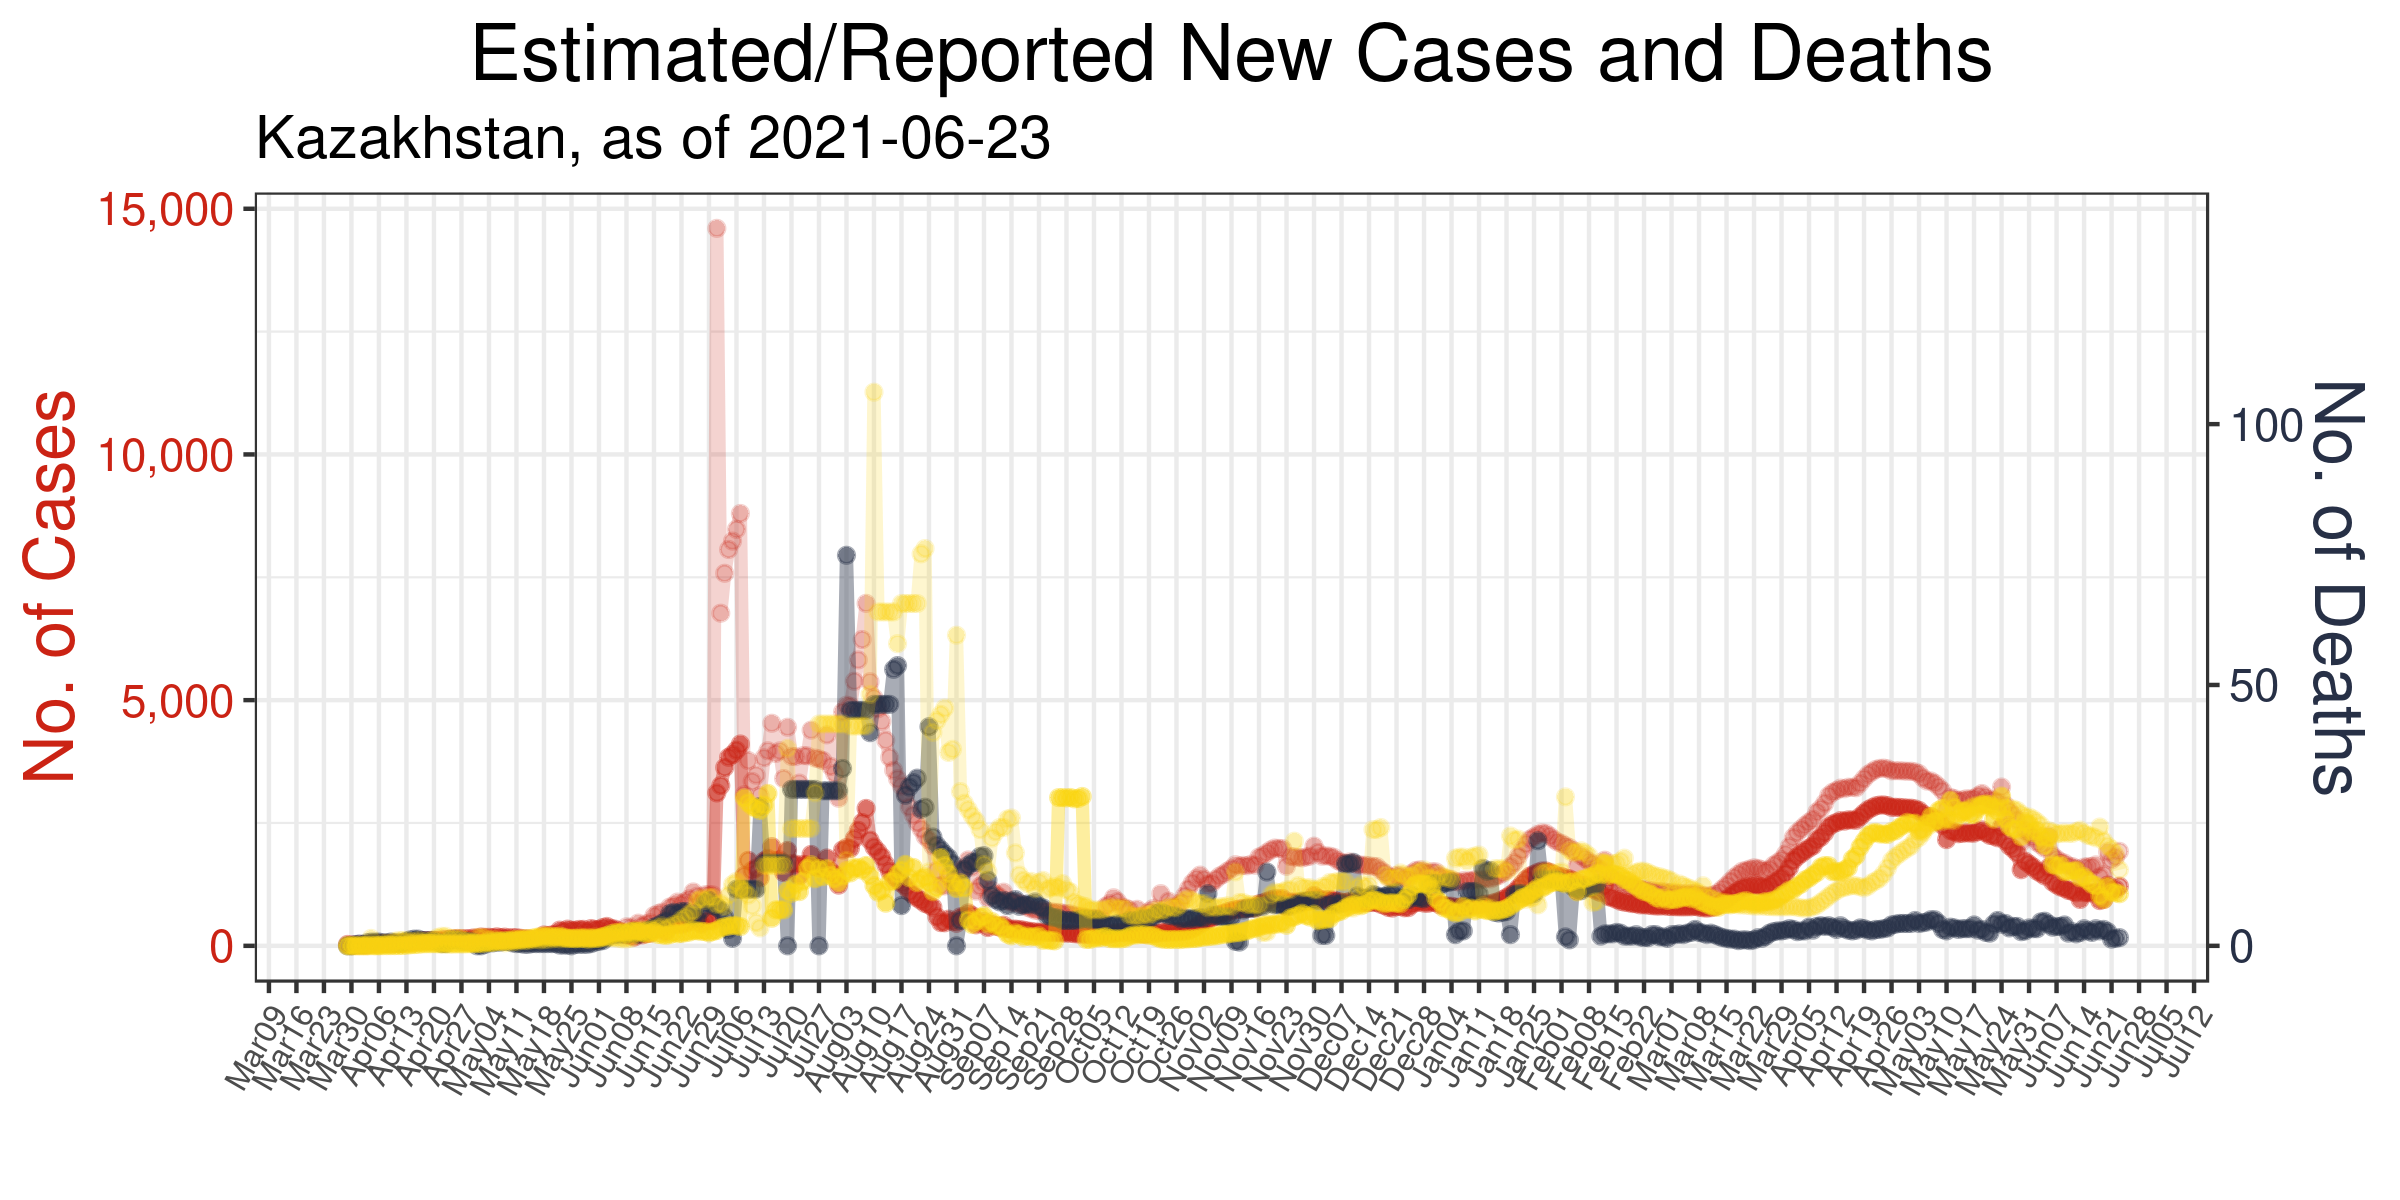 Estimated/Reported New Cases and Deaths
Kazakhstan, as of 2021-06-23
No. of Cases
15,000
10,000
5,000
0
No. of Deaths
100
50
0
Mar09
Mar16
Mar23
Mar30
Apr06
Apr13
Apr20
Apr27
May04
May11
May18
May25
Jun01
Jun08
Jun15
Jun22
Jun29
Jul06
Jul13
Jul20
Jul27
Aug03
Aug10
Aug17
Aug24
Aug31
Sep07
Sep14
Sep21
Sep28
Oct05
Oct12
Oct19
Oct26
Nov02
Nov09
Nov16
Nov23
Nov30
Dec07
Dec14
Dec21
Dec28
Jan04
Jan11
Jan18
Jan25
Feb01
Feb08
Feb15
Feb22
Mar01
Mar08
Mar15
Mar22
Mar29
Apr05
Apr12
Apr19
Apr26
May03
May10
May17
May24
May31
Jun07
Jun14
Jun21
Jun28
Jul05
Jul12